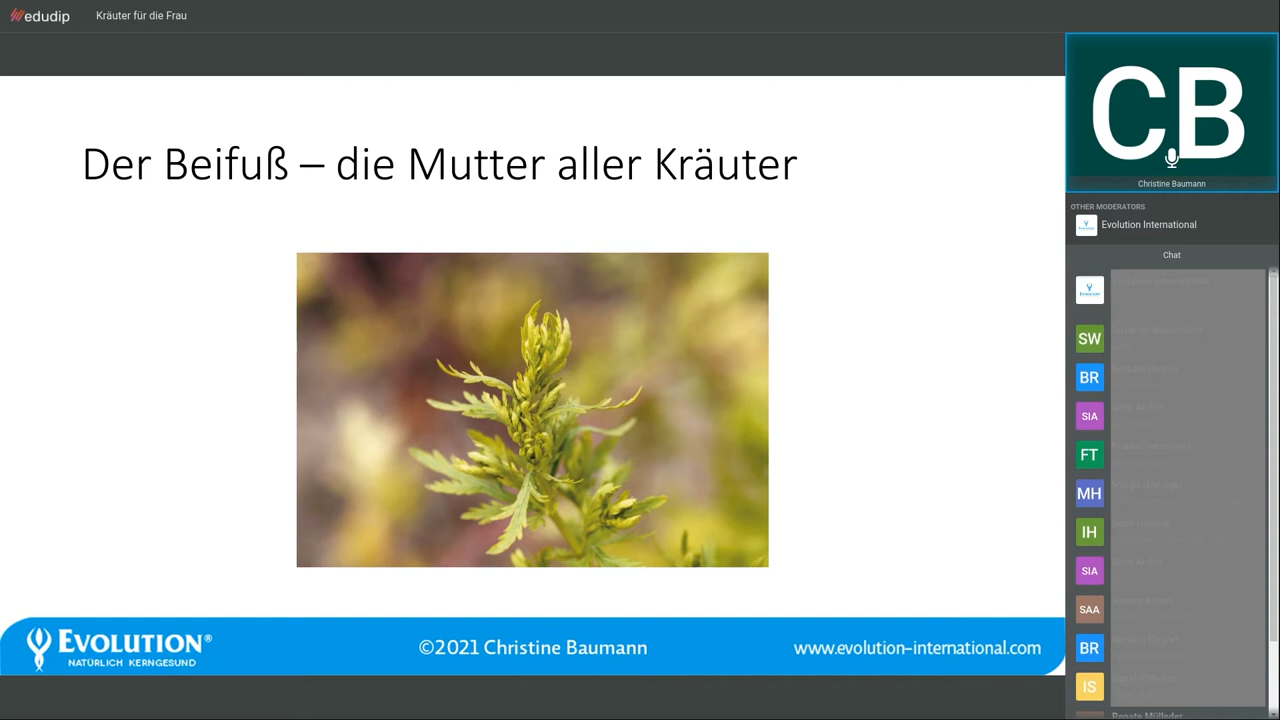 edudip
Kräuter für die Frau
Der Beifuß – die Mutter aller Kräuter
EVOLUTION®
NATÜRLICH KERNGESUND
©2021 Christine Baumann
www.evolution-international.com
CB
Christine Baumann
OTHER MODERATORS
Evolution International
Chat
SW
BR
SIA
FT
MH
IH
SIA
SAA
BR
IS
Renate Mülleder